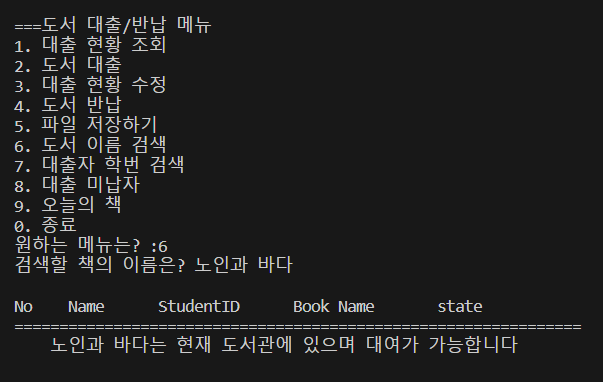 ===도서 대출/반납 메뉴
1. 대출 현황 조회
2. 도서 대출
3. 대출 현황 수정
4. 도서 반납
5. 파일 저장하기
6. 도서 이름 검색
7. 대출자 학번 검색
8. 대출 미납자
9. 오늘의 책
0. 종료
원하는 메뉴는? :6
검색할 책의 이름은? 노인과 바다
No Name StudentID Book Name state
===============================================================
노인과 바다는 현재 도서관에 있으며 대여가 가능합니다